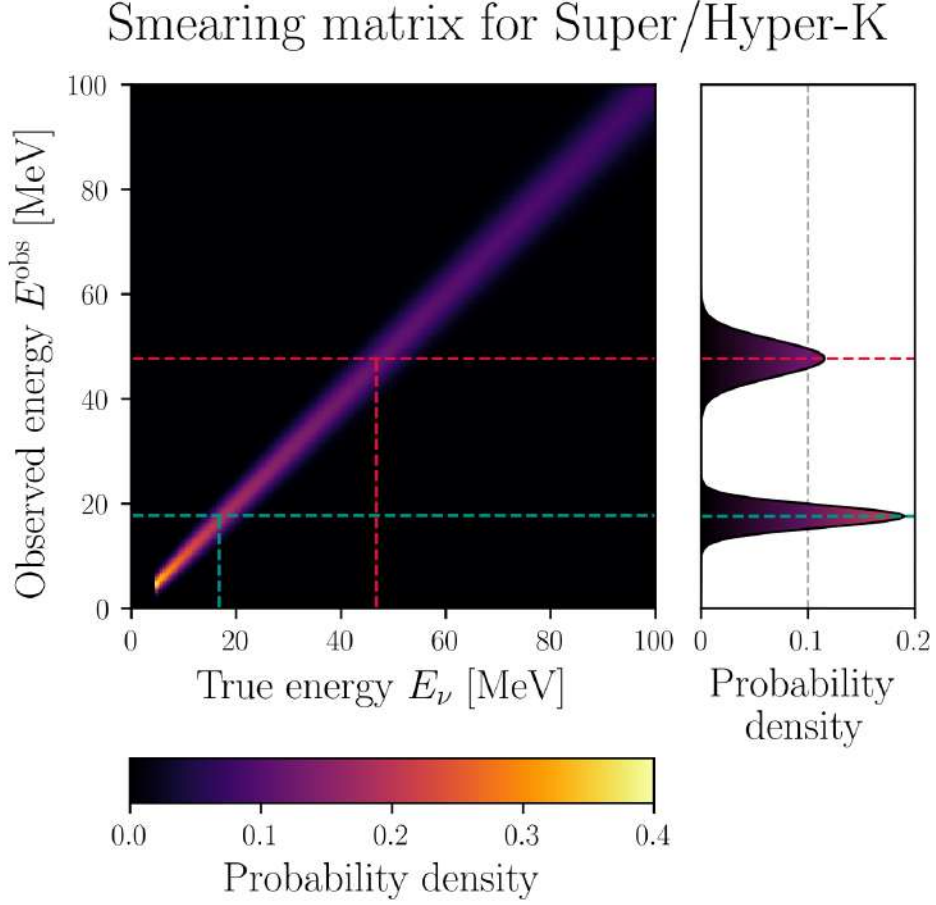 Smearing matrix for Super/Hyper-K
100
80
60
40
20
0
Observed energy E^obs [MeV]
0 20 40 60 80 100
True energy E_ν [MeV]
0 0.1 0.2
Probability
density
0.0 0.1 0.2 0.3 0.4
Probability density